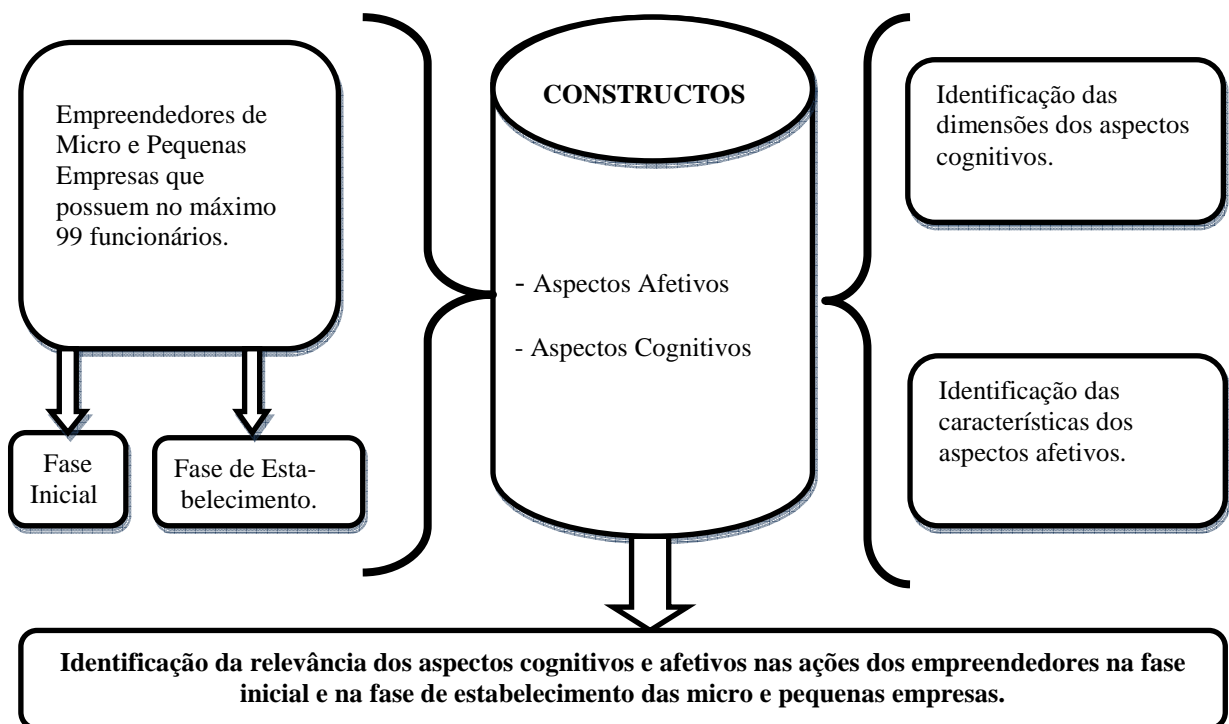 Empreendedores de
Micro e Pequenas
Empresas que
possuem no máximo
99 funcionários.
Fase
Inicial
Fase de Esta-
belecimento.
CONSTRUCTOS
- Aspectos Afetivos
- Aspectos Cognitivos
Identificação das
dimensões dos aspectos
cognitivos.
Identificação das
características dos
aspectos afetivos.
Identificação da relevância dos aspectos cognitivos e afetivos nas ações dos empreendedores na fase
inicial e na fase de estabelecimento das micro e pequenas empresas.